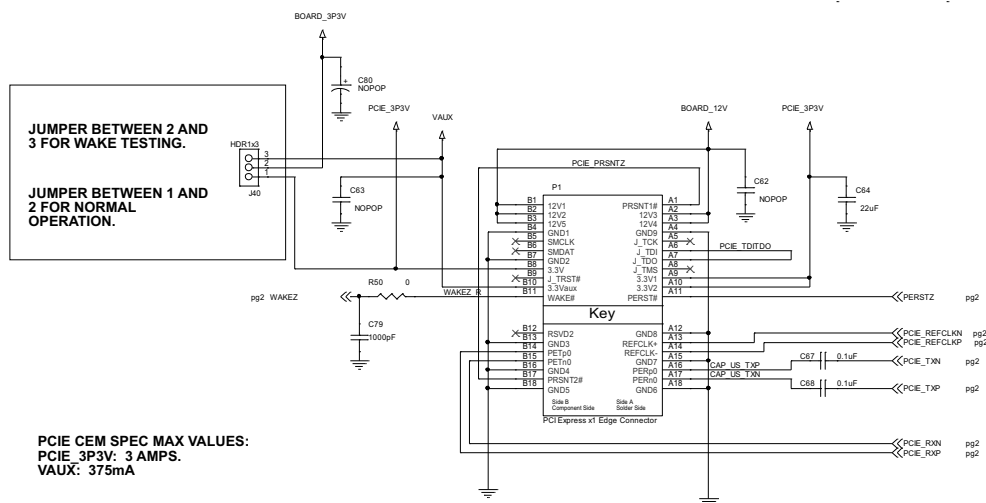 BOARD_3P3V
C80
NOPOP
PCIE_3P3V
VAUX
BOARD_12V
PCIE_3P3V
JUMPER BETWEEN 2 AND
3 FOR WAKE TESTING.
JUMPER BETWEEN 1 AND
2 FOR NORMAL
OPERATION.
HDR1x3
3
2
1
J40
C63
NOPOP
PCIE_PRSNTZ
C62
NOPOP
C64
22uF
P1
B1 12V1 PRSNT1# A1
B2 12V2 12V3 A2
B3 12V5 12V4 A3
B4 GND1 GND9 A4
B5 SMCLK J_TCK A5
B6 SMDAT J_TDI A6 PCIE_TDITDO
B7 GND2 J_TDO A7
B8 3.3V J_TMS A8
B9 J_TRST# 3.3V1 A9
B10 3.3Vaux 3.3V2 A10
B11 WAKE# PERST# A11
R50 0
pg2 WAKEZ
WAKEZ_R
PERSTZ pg2
C79
1000pF
Key
B12 RSVD2 GND8 A12
B13 GND3 REFCLK+ A13
B14 PETp0 REFCLK- A14
B15 PETn0 GND7 A15
B16 GND4 PERp0 A16
B17 PRSNT2# PERn0 A17
B18 GND5 GND6 A18
PCIE_REFCLKN pg2
PCIE_REFCLKP pg2
CAP_US_TXP C67 0.1uF PCIE_TXN pg2
CAP_US_TXN C68 0.1uF PCIE_TXP pg2
Side B Side A
Component Side Solder Side
PCI Express x1 Edge Connector
PCIE_RXN pg2
PCIE_RXP pg2
PCIE CEM SPEC MAX VALUES:
PCIE_3P3V: 3 AMPS.
VAUX: 375mA